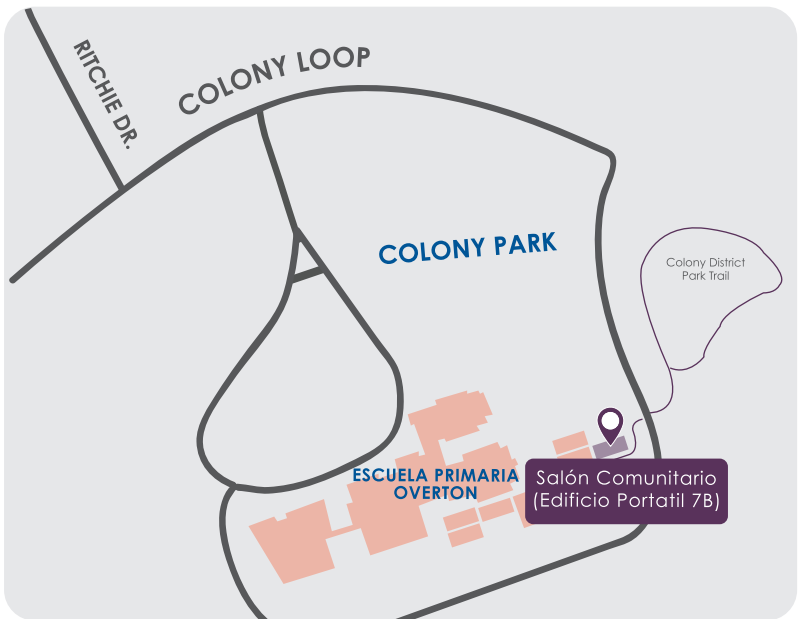 RITCHIE DR.
COLONY LOOP
COLONY PARK
Colony District
Park Trail
ESCUELA PRIMARIA
OVERTON
Salón Comunitario
(Edificio Portatil 7B)